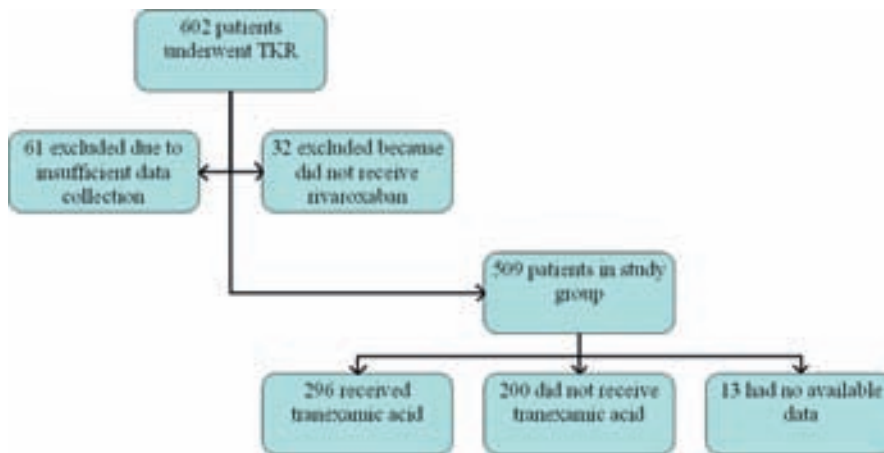 602 patients
underwent TKR
61 excluded due to
insufficient data
collection
32 excluded because
did not receive
rivaroxaban
509 patients in study
group
296 received
tranexamic acid
200 did not receive
tranexamic acid
13 had no available
data